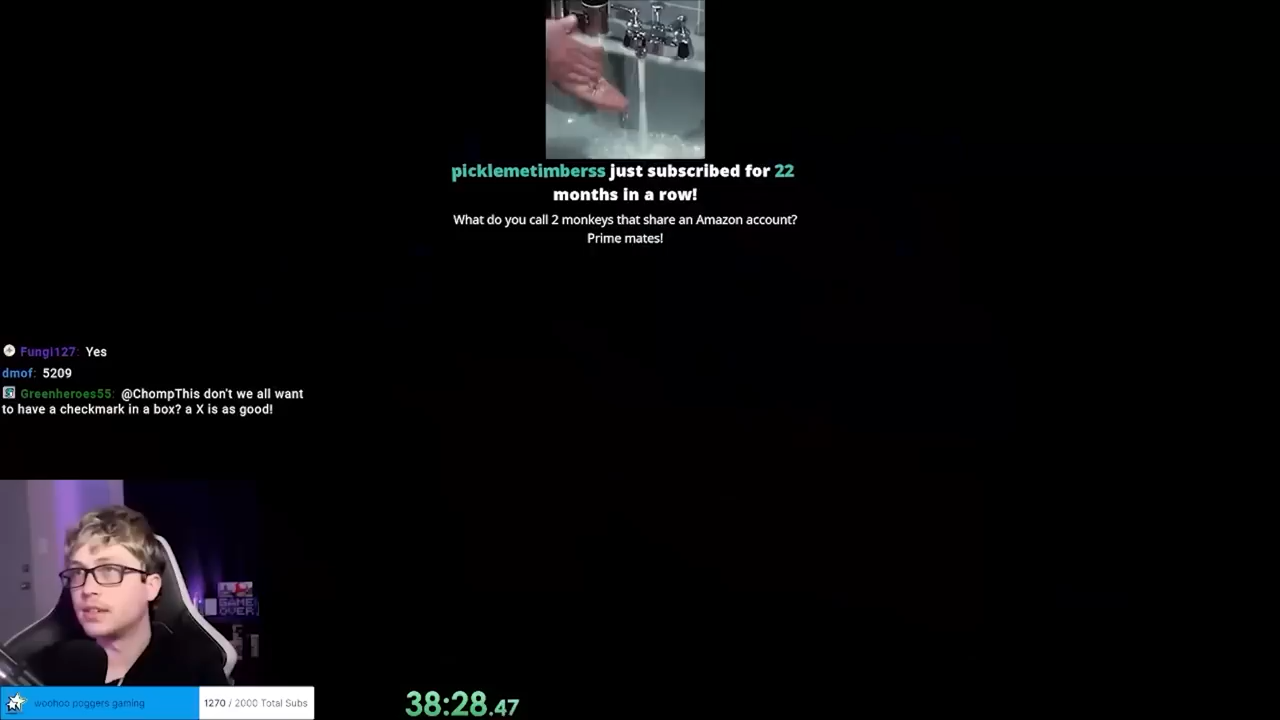 picklemetimberss just subscribed for 22
months in a row!
What do you call 2 monkeys that share an Amazon account?
Prime mates!
Fungi127: Yes
dmof: 5209
Greenheroes55: @ChompThis don't we all want
to have a checkmark in a box? a X is as good!
GAME
OVER
woohoo poggers gaming
1270 / 2000 Total Subs
38:28.47